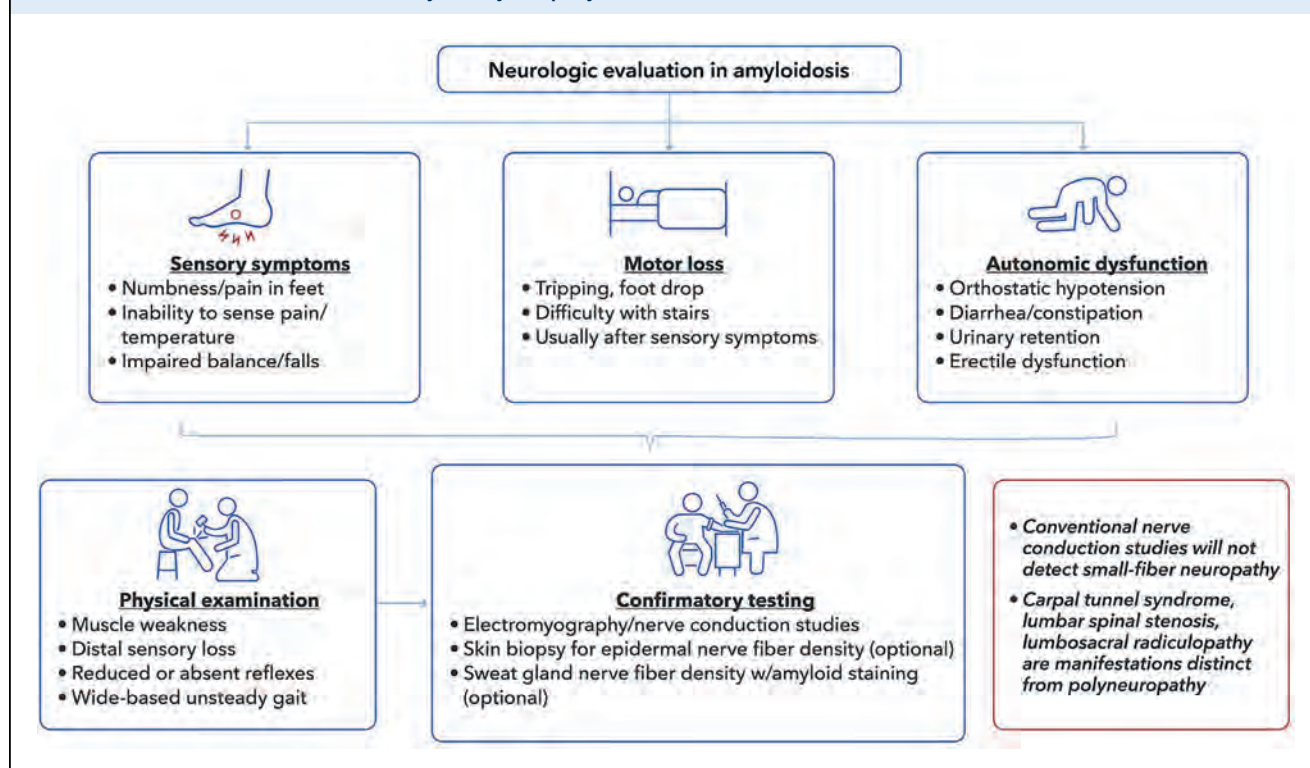 Neurologic evaluation in amyloidosis
Sensory symptoms
• Numbness/pain in feet
• Inability to sense pain/
temperature
• Impaired balance/falls
Motor loss
• Tripping, foot drop
• Difficulty with stairs
• Usually after sensory symptoms
Autonomic dysfunction
• Orthostatic hypotension
• Diarrhea/constipation
• Urinary retention
• Erectile dysfunction
Physical examination
• Muscle weakness
• Distal sensory loss
• Reduced or absent reflexes
• Wide-based unsteady gait
Confirmatory testing
• Electromyography/nerve conduction studies
• Skin biopsy for epidermal nerve fiber density (optional)
• Sweat gland nerve fiber density w/amyloid staining
(optional)
• Conventional nerve
conduction studies will not
detect small-fiber neuropathy
• Carpal tunnel syndrome,
lumbar spinal stenosis,
lumbosacral radiculopathy
are manifestations distinct
from polyneuropathy